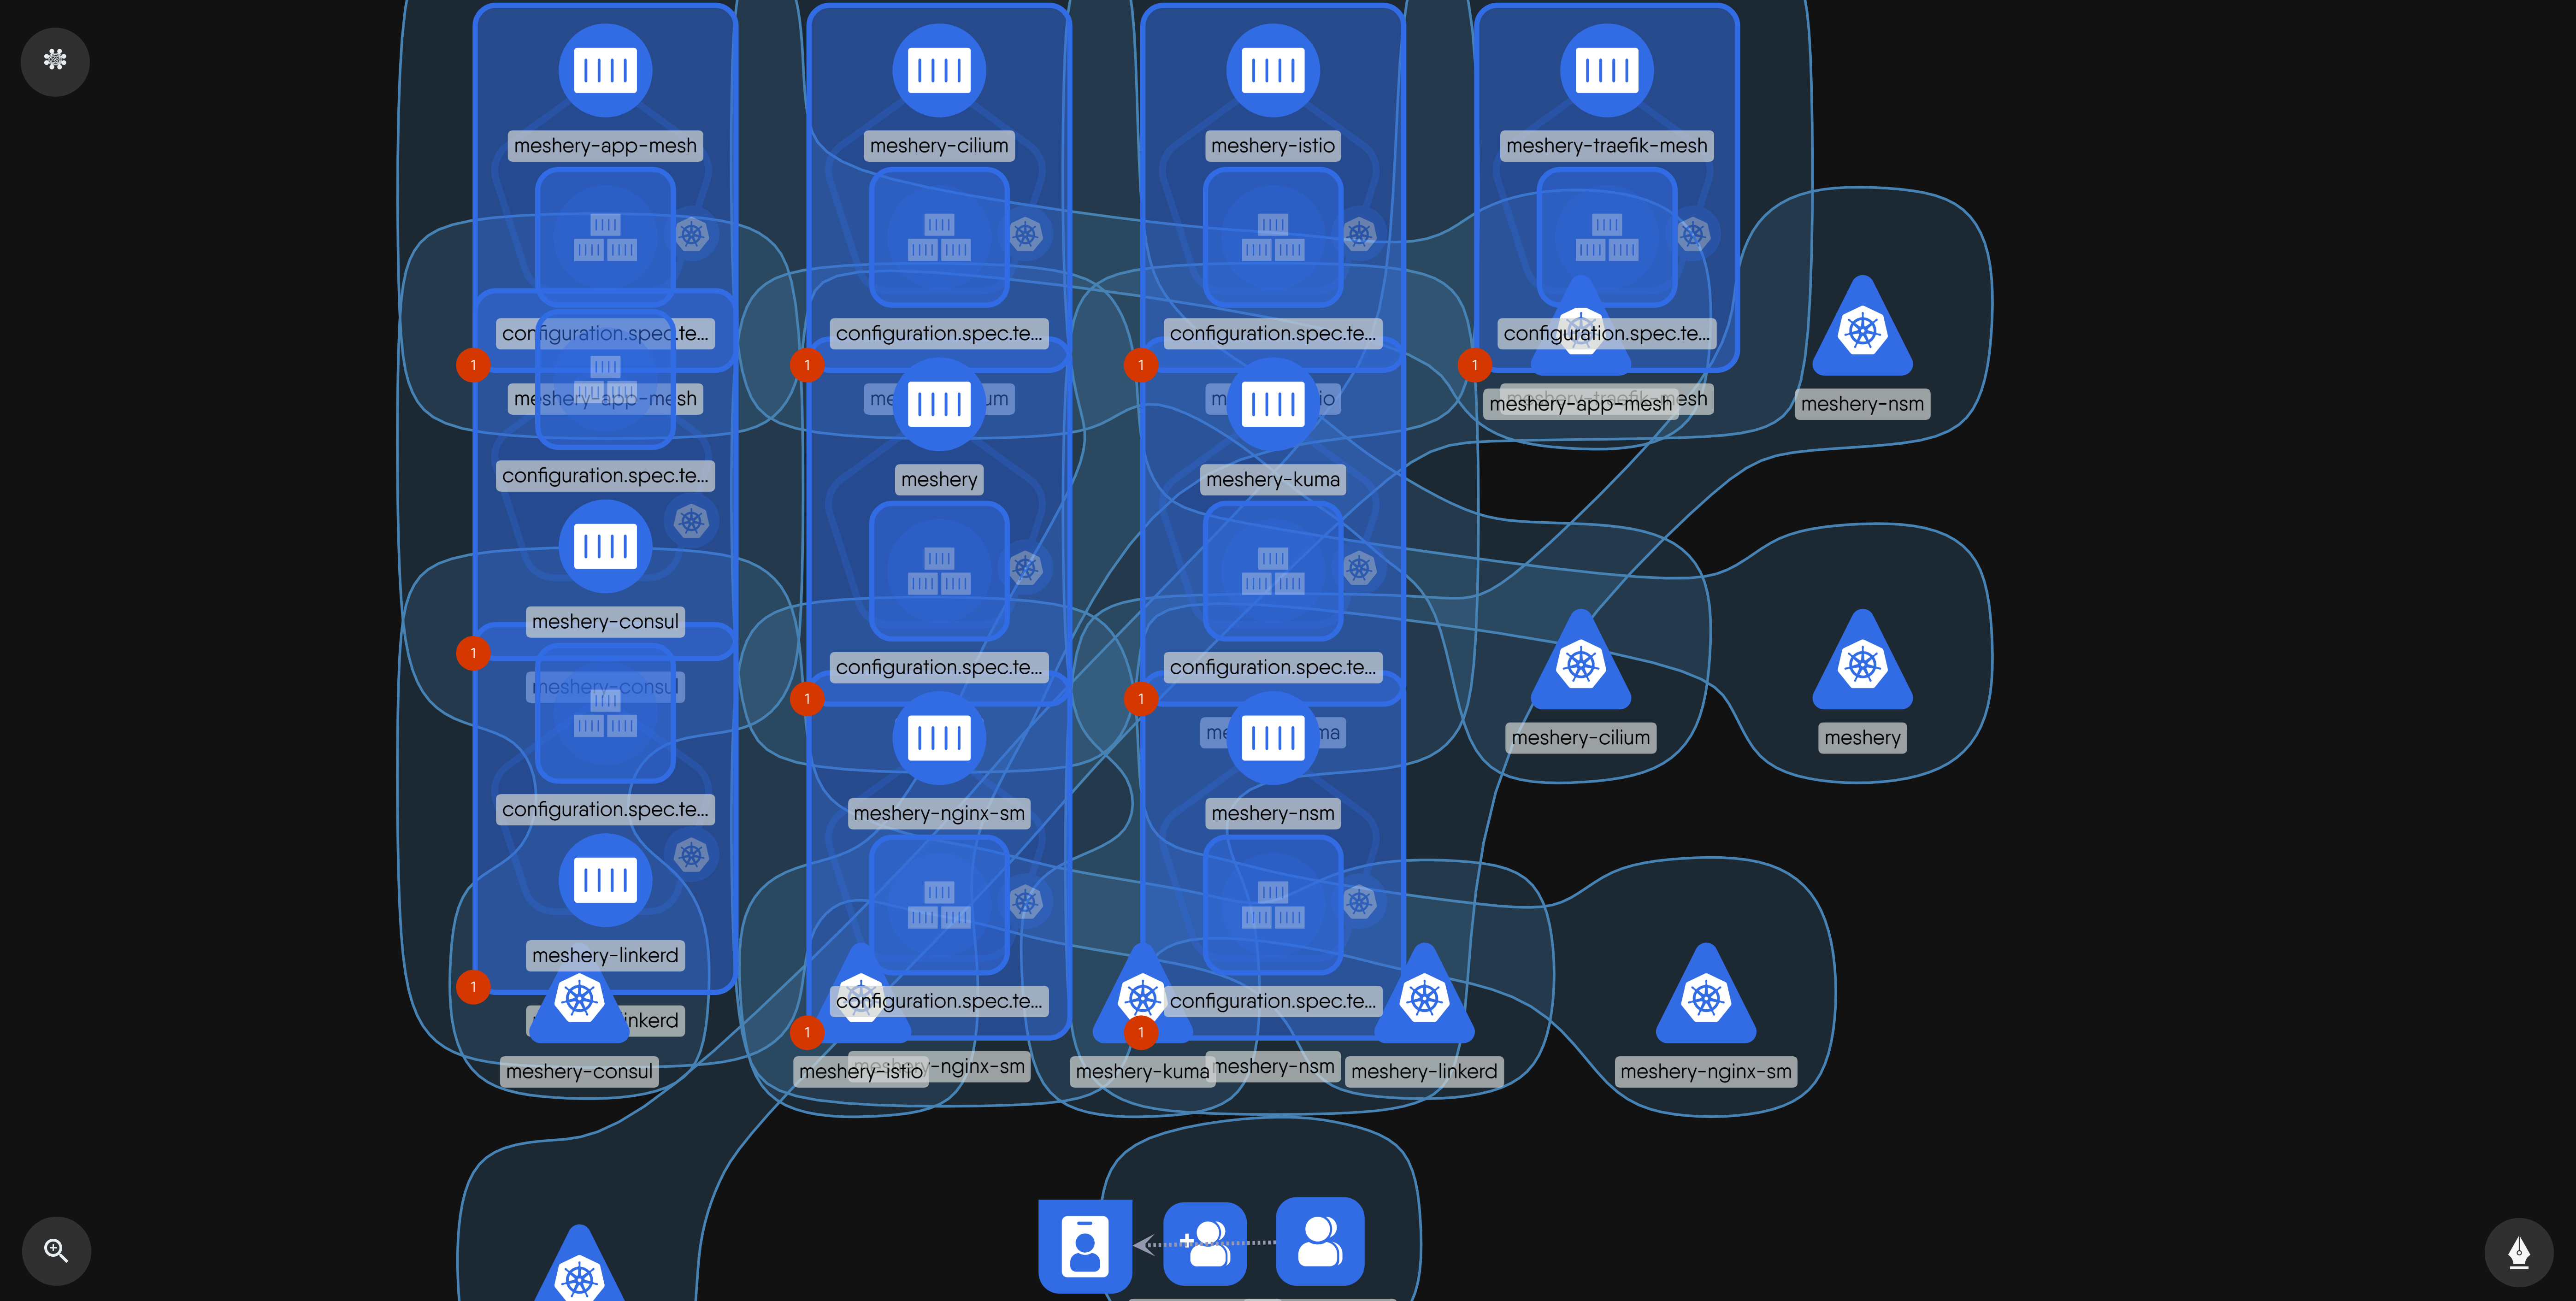 meshery-app-mesh
meshery-cilium
meshery-istio
meshery-traefik-mesh
configuration.spec.te...
configuration.spec.te...
configuration.spec.te...
configuration.spec.te...
1
1
1
1
meshery-app-mesh
meshery-app-mesh
meshery-nsm
configuration.spec.te...
meshery
meshery-kuma
meshery-consul
1
configuration.spec.te...
configuration.spec.te...
meshery-consul
1
1
meshery-cilium
meshery
configuration.spec.te...
meshery-nginx-sm
meshery-nsm
meshery-linkerd
1
configuration.spec.te...
configuration.spec.te...
1
1
meshery-consul
meshery-istio
nginx-sm
meshery-kuma
meshery-nsm
meshery-linkerd
meshery-nginx-sm